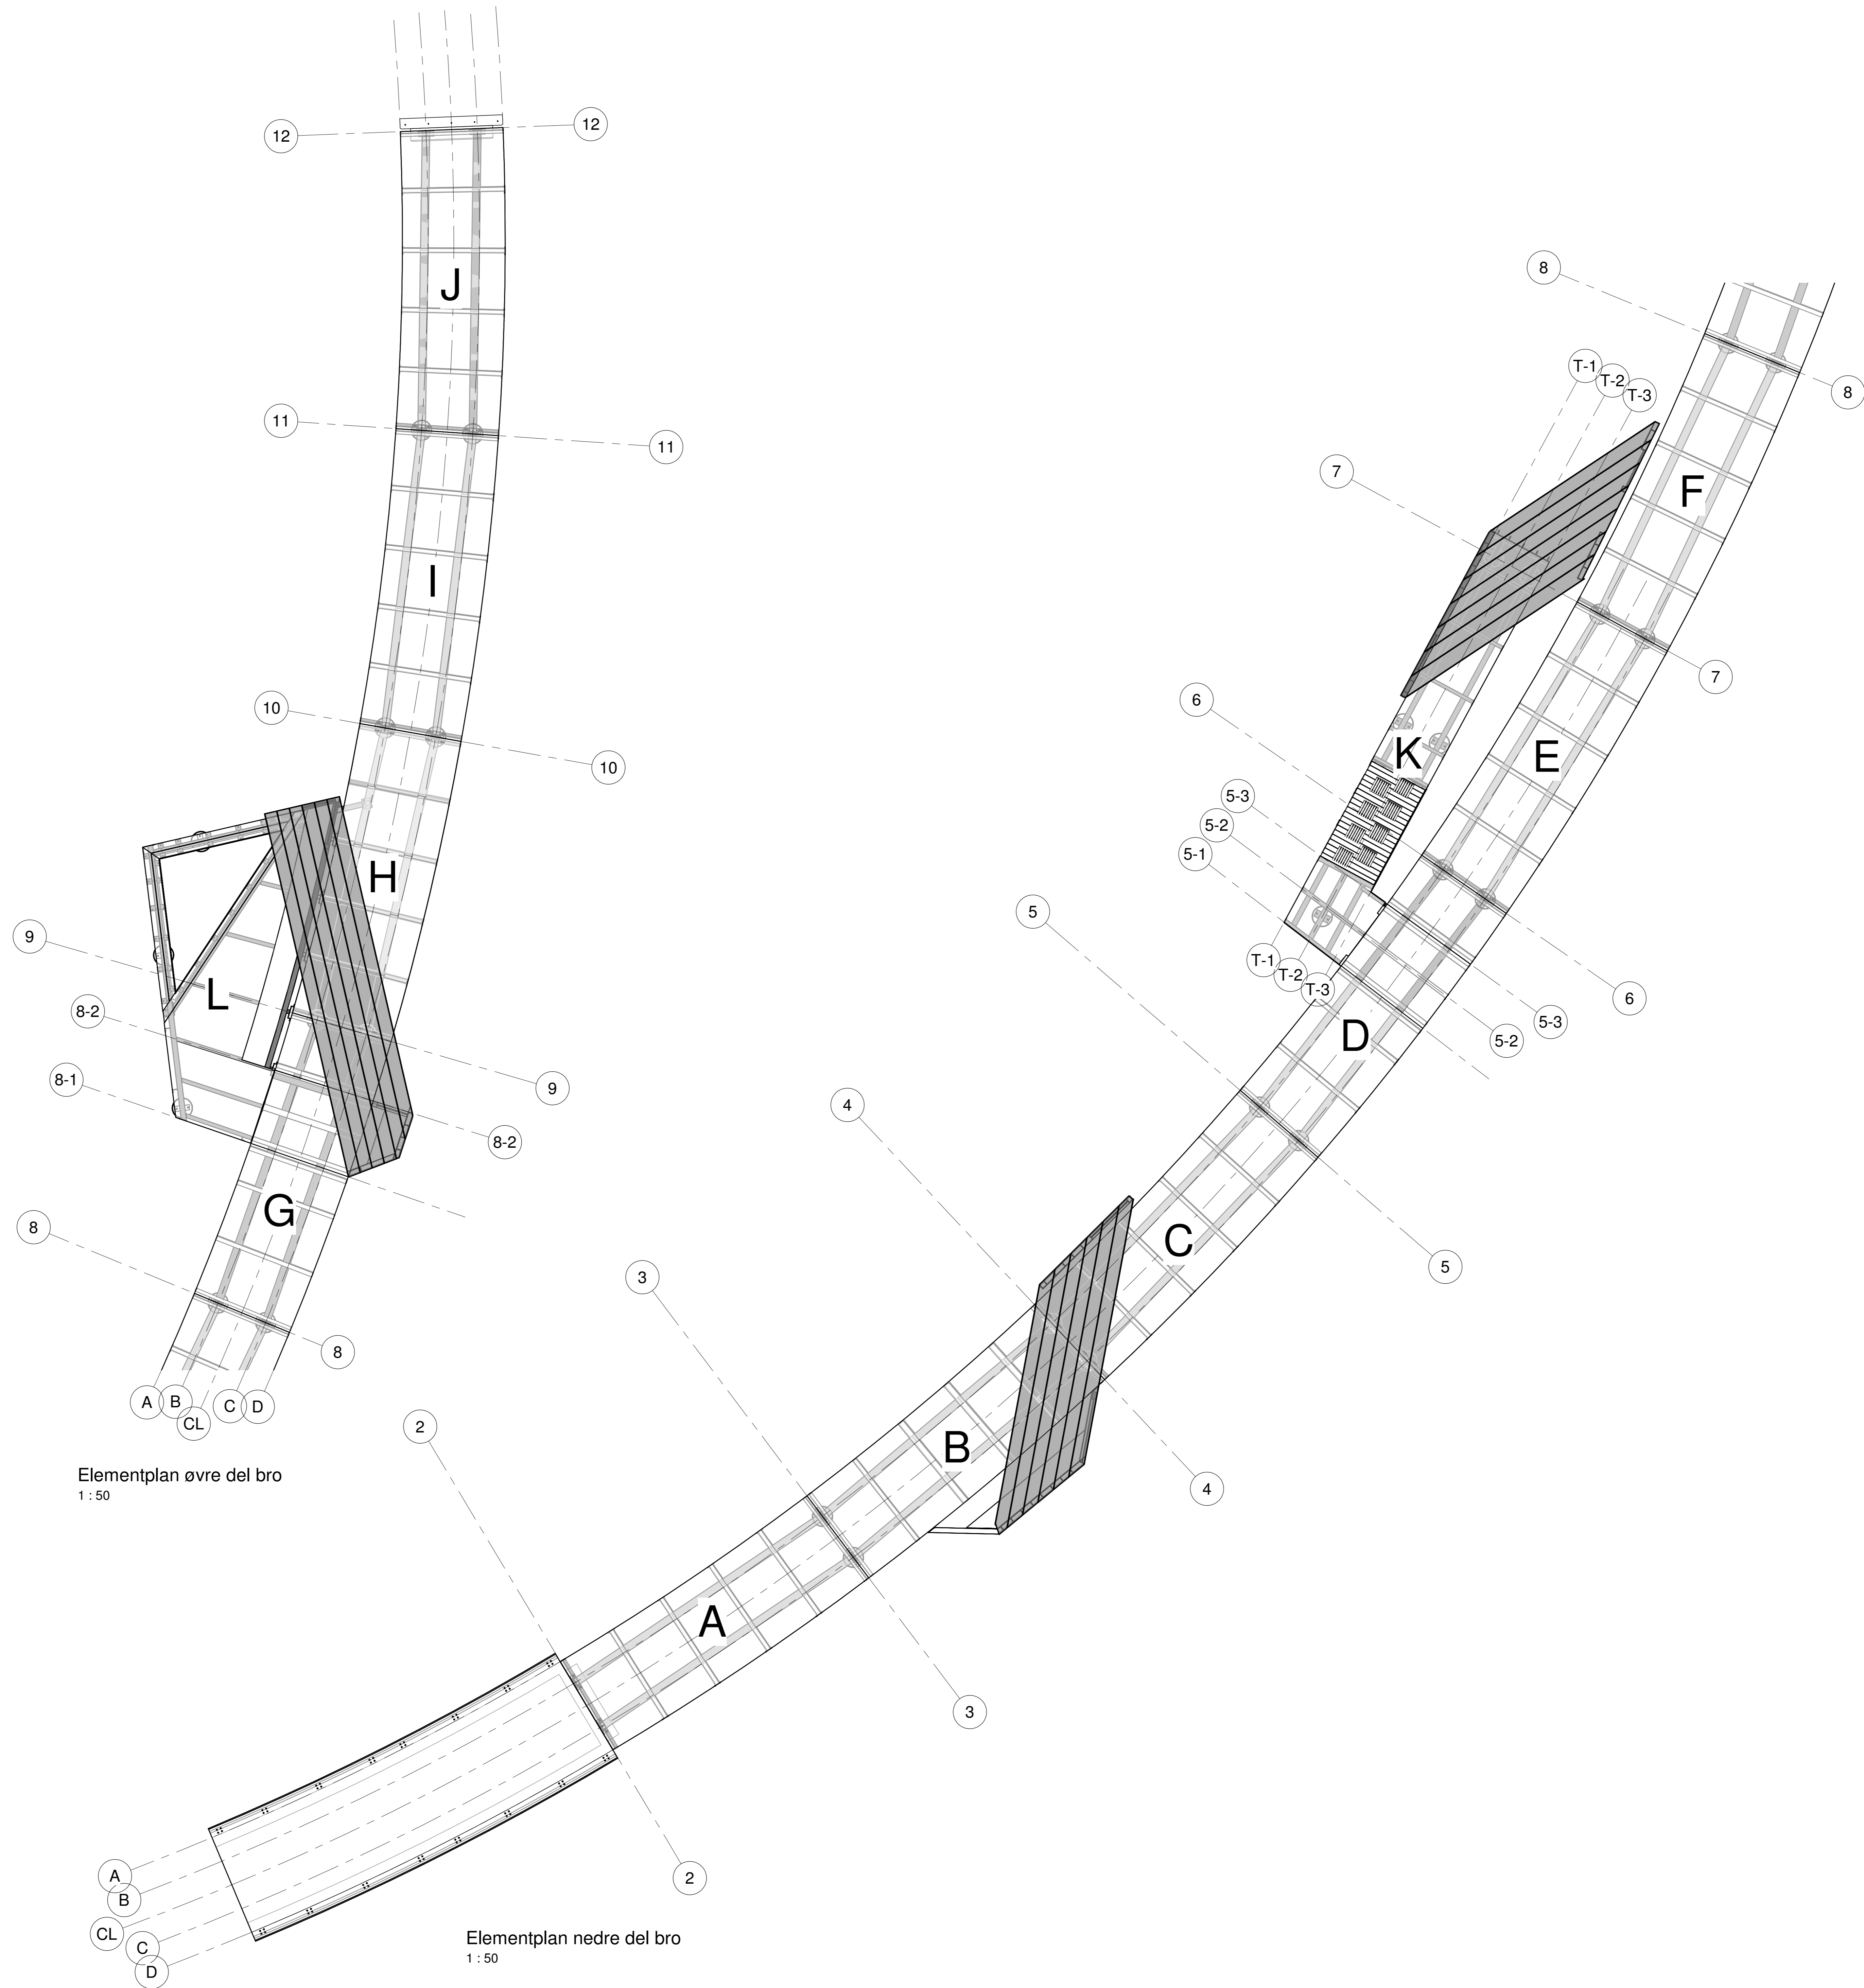 12
12
J
11
11
I
10
10
H
9
L
8-2
9
8-1
8-2
G
8
8
A
B
CL
C
D
Elementplan øvre del bro
1 : 50
8
8
T-1
T-2
T-3
F
7
7
6
K
E
5-3
5-2
5-1
5
T-1
T-2
T-3
6
5-3
5-2
D
4
C
5
3
B
4
2
A
3
2
A
B
CL
C
D
Elementplan nedre del bro
1 : 50